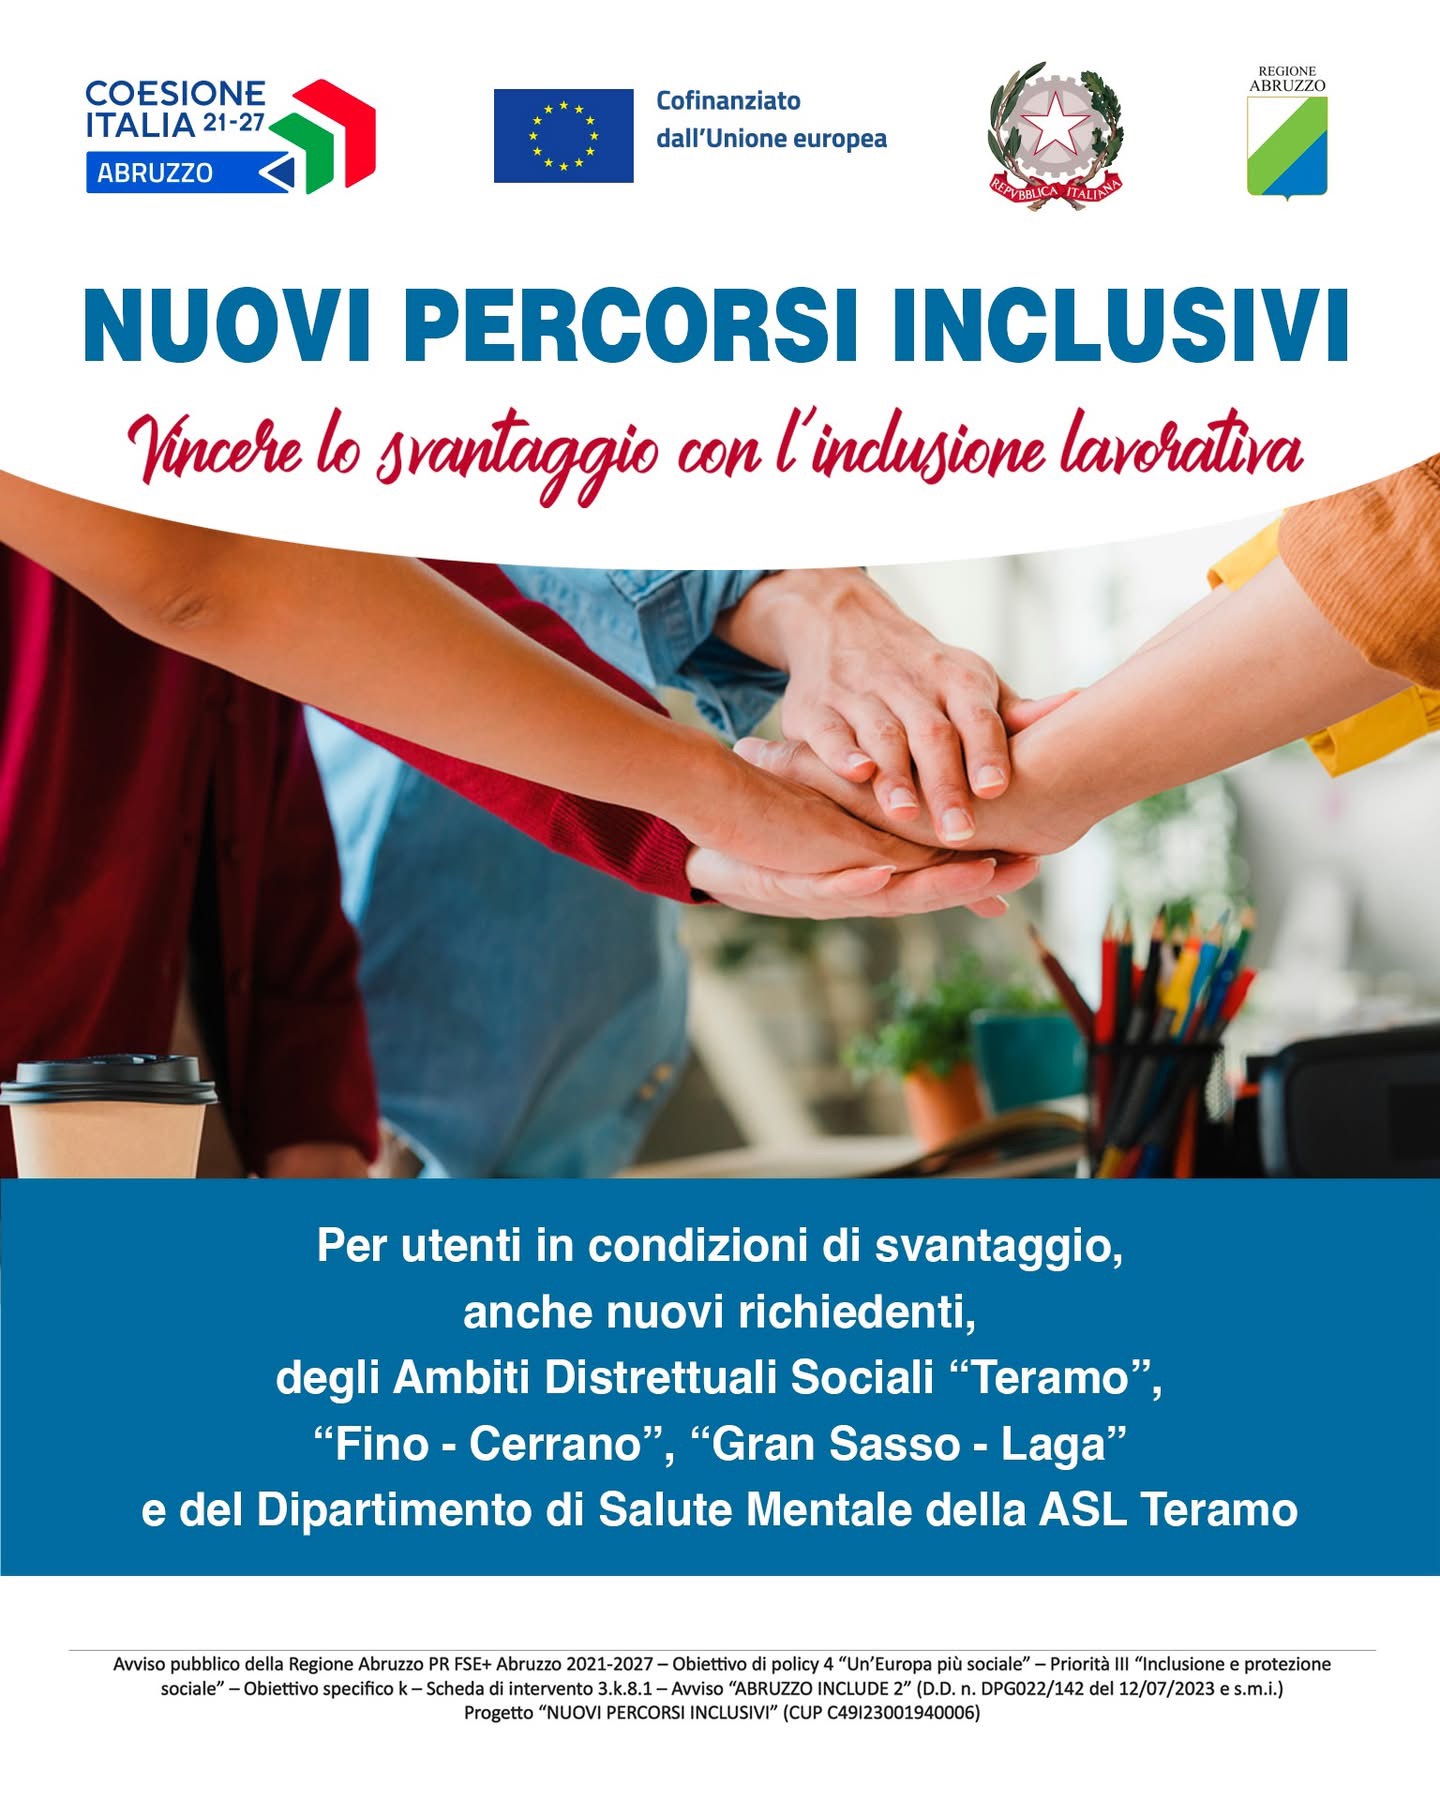 COESIONE
ITALIA 21-27
ABRUZZO
Cofinanziato
dall'Unione europea
REPVBBLICA ITALIANA
REGIONE
ABRUZZO
NUOVI PERCORSI INCLUSIVI
Vincere lo svantaggio con l'inclusione lavorativa
Per utenti in condizioni di svantaggio,
anche nuovi richiedenti,
degli Ambiti Distrettuali Sociali “Teramo”,
“Fino - Cerrano”, “Gran Sasso - Laga”
e del Dipartimento di Salute Mentale della ASL Teramo
Avviso pubblico della Regione Abruzzo PR FSE+ Abruzzo 2021-2027 – Obiettivo di policy 4 “Un’Europa più sociale” – Priorità III “Inclusione e protezione
sociale” – Obiettivo specifico k – Scheda di intervento 3.k.8.1 – Avviso “ABRUZZO INCLUDE 2” (D.D. n. DPG022/142 del 12/07/2023 e s.m.i.)
Progetto “NUOVI PERCORSI INCLUSIVI” (CUP C49I23001940006)